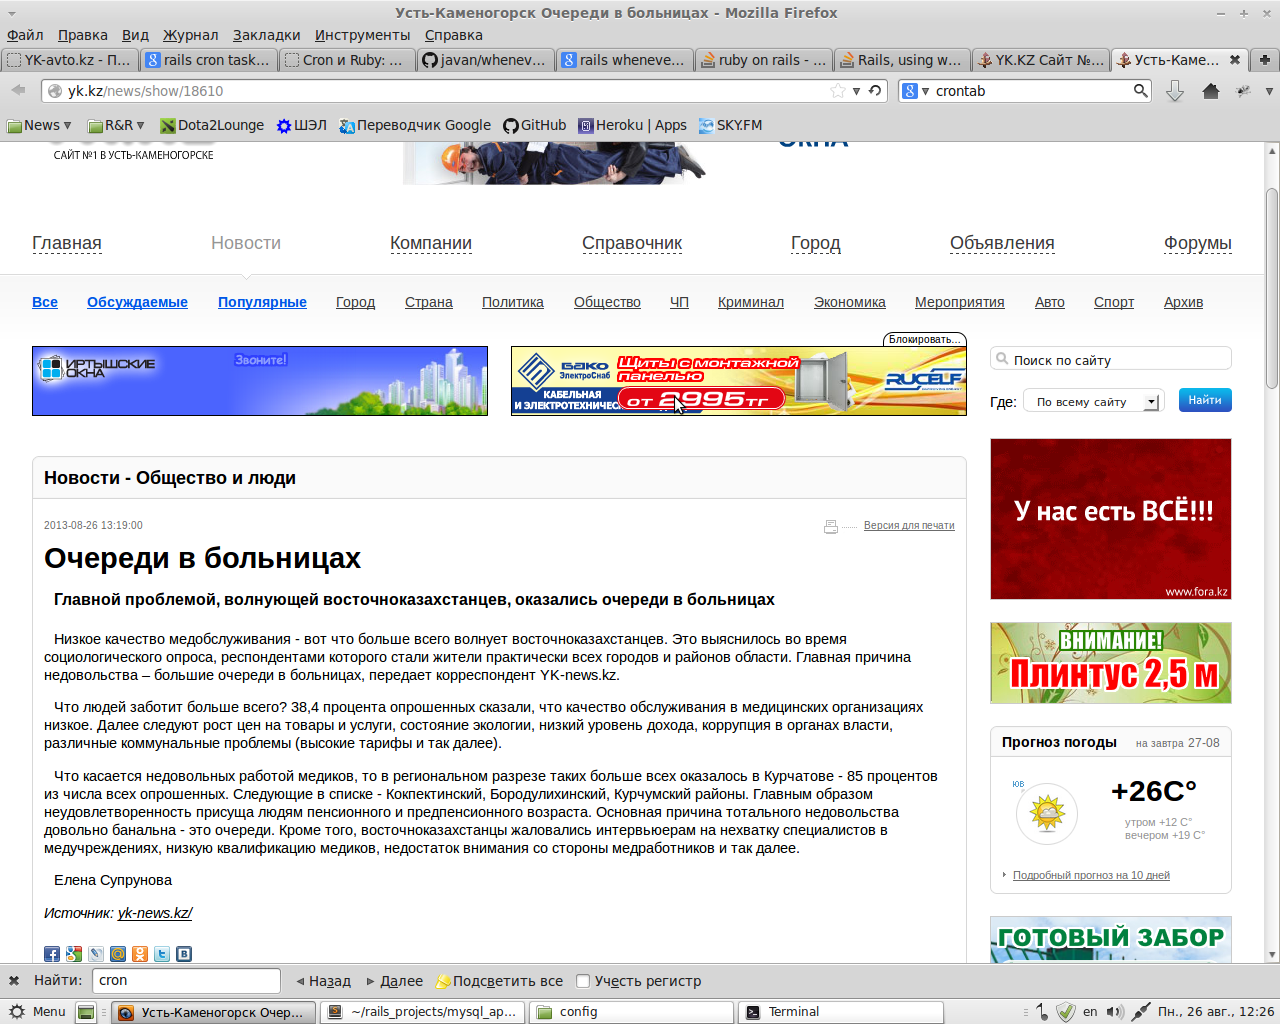 Усть-Каменогорск Очереди в больницах - Mozilla Firefox
Файл Правка Вид Журнал Закладки Инструменты Справка
YK-avto.kz - П... rails cron task... Cron и Ruby: ... javan/whenev... rails wheneve... ruby on rails - ... Rails, using w... YK.KZ Сайт №... Усть-Каме...
yk.kz/news/show/18610 crontab
News R&R Dota2Lounge ШЭЛ Переводчик Google GitHub Heroku | Apps SKY.FM
САЙТ №1 В УСТЬ-КАМЕНОГОРСКЕ
ОКНА
Главная Новости Компании Справочник Город Объявления Форумы
Все Обсуждаемые Популярные Город Страна Политика Общество ЧП Криминал Экономика Мероприятия Авто Спорт Архив
Блокировать...
ИРТЫШСКИЕ ОКНА
Звоните!
БАКО
ЭлектроСнаб
КАБЕЛЬНАЯ
И ЭЛЕКТРОТЕХНИЧЕС
Щиты с монтажной
панелью
от 2995тг
RUCELF
Поиск по сайту
Где: По всему сайту Найти
У нас есть ВСЁ!!!
www.fora.kz
ВНИМАНИЕ!
Плинтус 2,5 м
Прогноз погоды на завтра 27-08
ЮВ
+26C°
утром +12 C°
вечером +19 C°
Подробный прогноз на 10 дней
ГОТОВЫЙ ЗАБОР
Новости - Общество и люди
2013-08-26 13:19:00 Версия для печати
Очереди в больницах
Главной проблемой, волнующей восточноказахстанцев, оказались очереди в больницах
Низкое качество медобслуживания - вот что больше всего волнует восточноказахстанцев. Это выяснилось во время
социологического опроса, респондентами которого стали жители практически всех городов и районов области. Главная причина
недовольства – большие очереди в больницах, передает корреспондент YK-news.kz.
Что людей заботит больше всего? 38,4 процента опрошенных сказали, что качество обслуживания в медицинских организациях
низкое. Далее следуют рост цен на товары и услуги, состояние экологии, низкий уровень дохода, коррупция в органах власти,
различные коммунальные проблемы (высокие тарифы и так далее).
Что касается недовольных работой медиков, то в региональном разрезе таких больше всех оказалось в Курчатове - 85 процентов
из числа всех опрошенных. Следующие в списке - Кокпектинский, Бородулихинский, Курчумский районы. Главным образом
неудовлетворенность присуща людям пенсионного и предпенсионного возраста. Основная причина тотального недовольства
довольно банальна - это очереди. Кроме того, восточноказахстанцы жаловались интервьюерам на нехватку специалистов в
медучреждениях, низкую квалификацию медиков, недостаток внимания со стороны медработников и так далее.
Елена Супрунова
Источник: yk-news.kz/
Найти: cron Назад Далее Подсветить все Учесть регистр
Menu Усть-Каменогорск Очер... ~/rails_projects/mysql_ap... config Terminal en Пн., 26 авг., 12:26